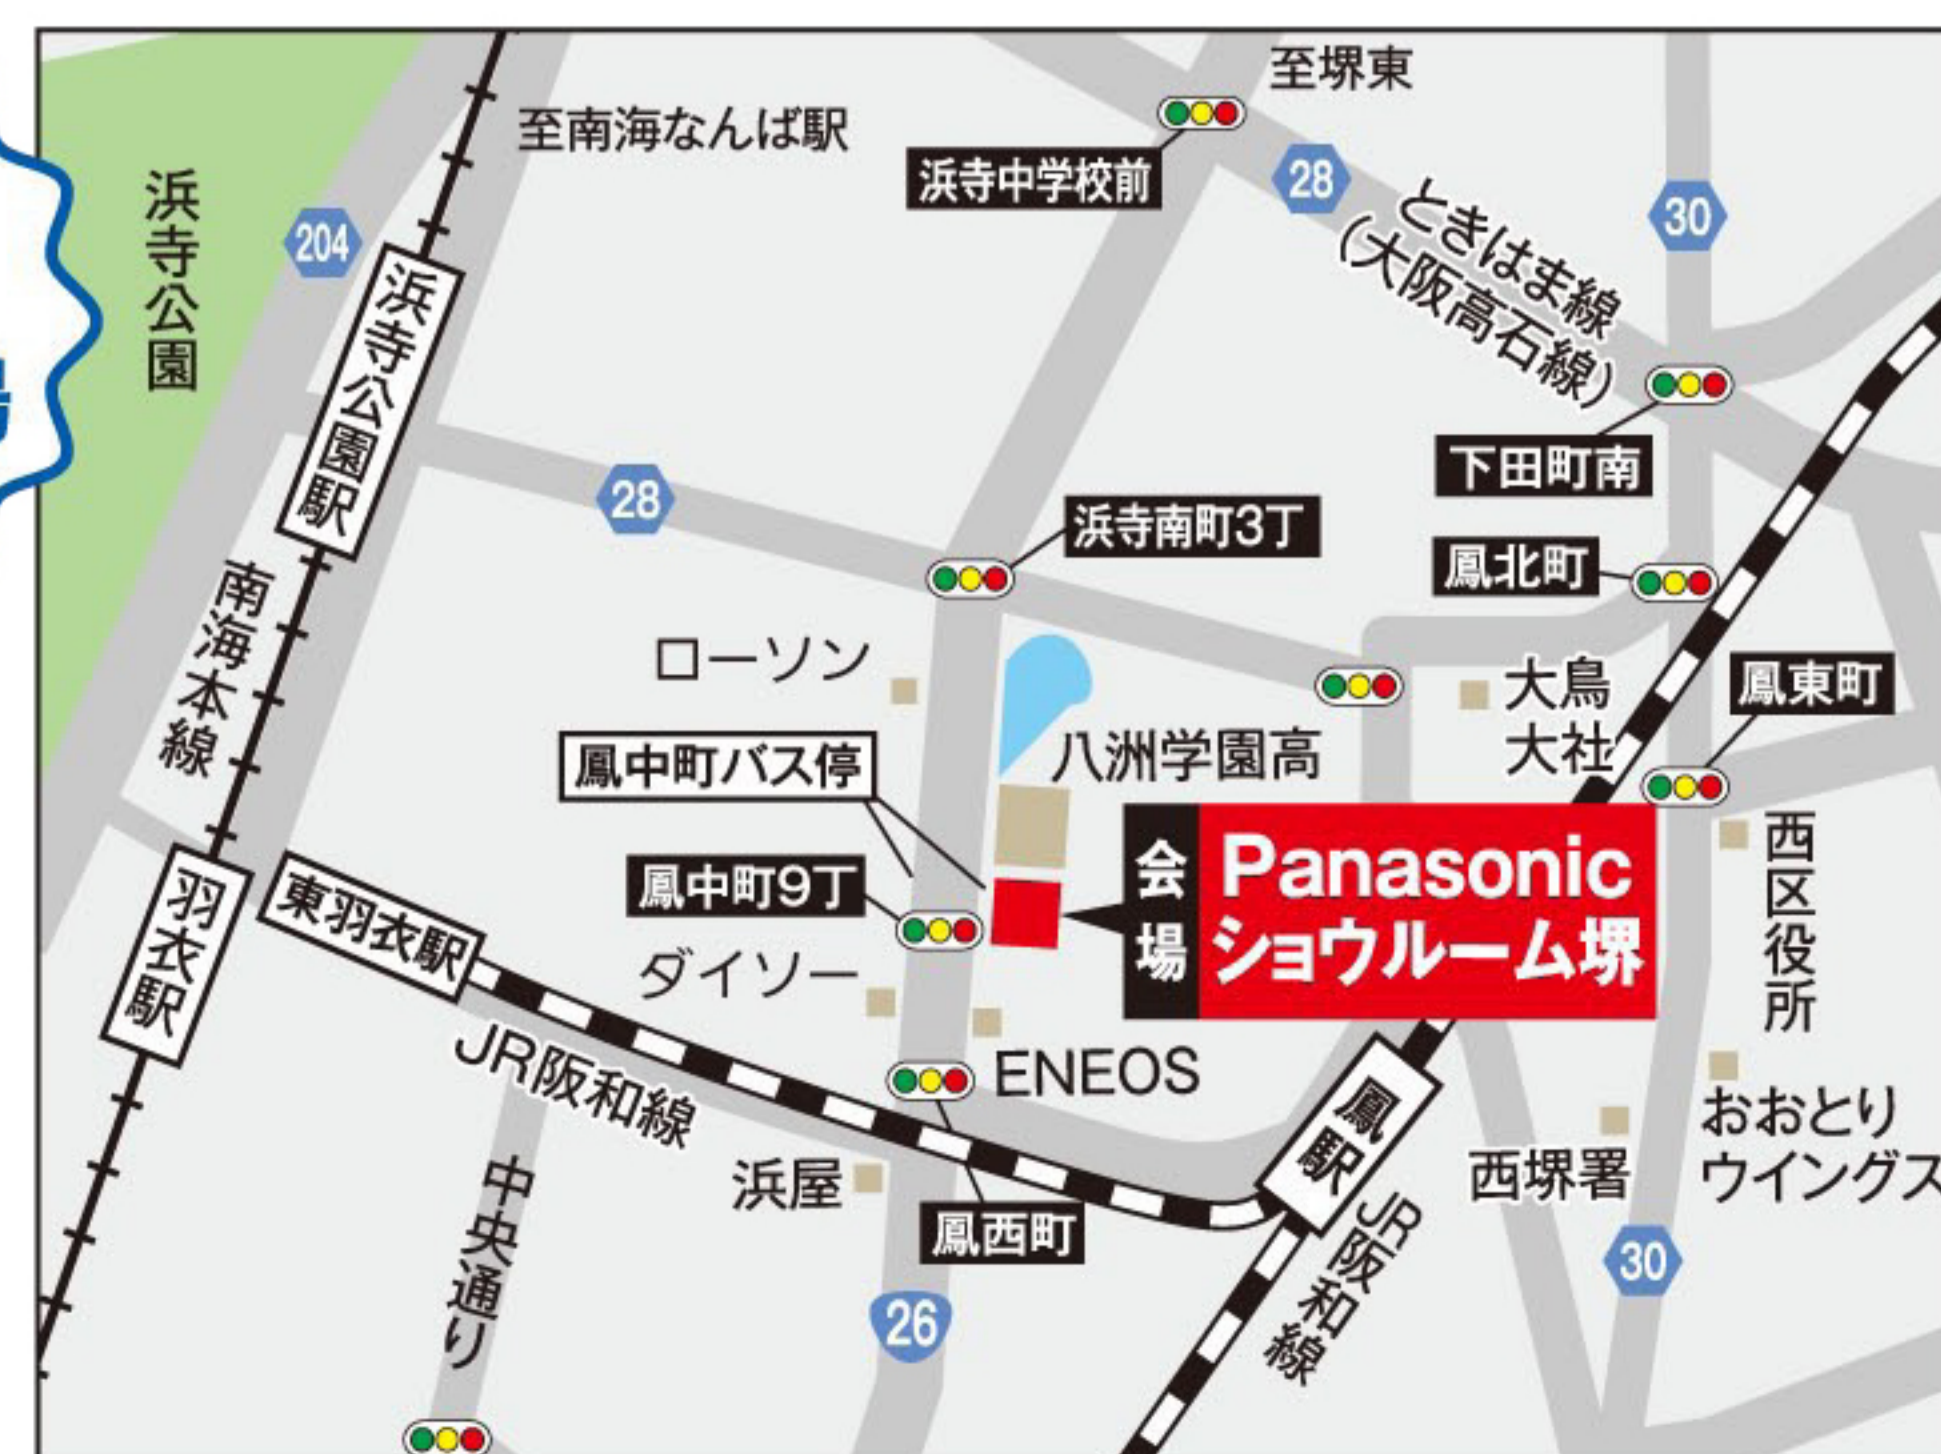 至堺東
至南海なんば駅
浜寺中学校前
28
30
浜寺公園
204
ときはま線
（大阪高石線）
浜寺公園駅
下田町南
28
浜寺南町3丁
鳳北町
南海本線
ローソン
大鳥
大社
鳳東町
鳳中町バス停
八洲学園高
西区役所
会場
Panasonic
ショウルーム堺
鳳中町9丁
羽衣駅
東羽衣駅
ダイソー
JR阪和線
ENEOS
鳳駅
おおとり
ウイングス
西堺署
浜屋
中央通り
鳳西町
JR阪和線
30
26